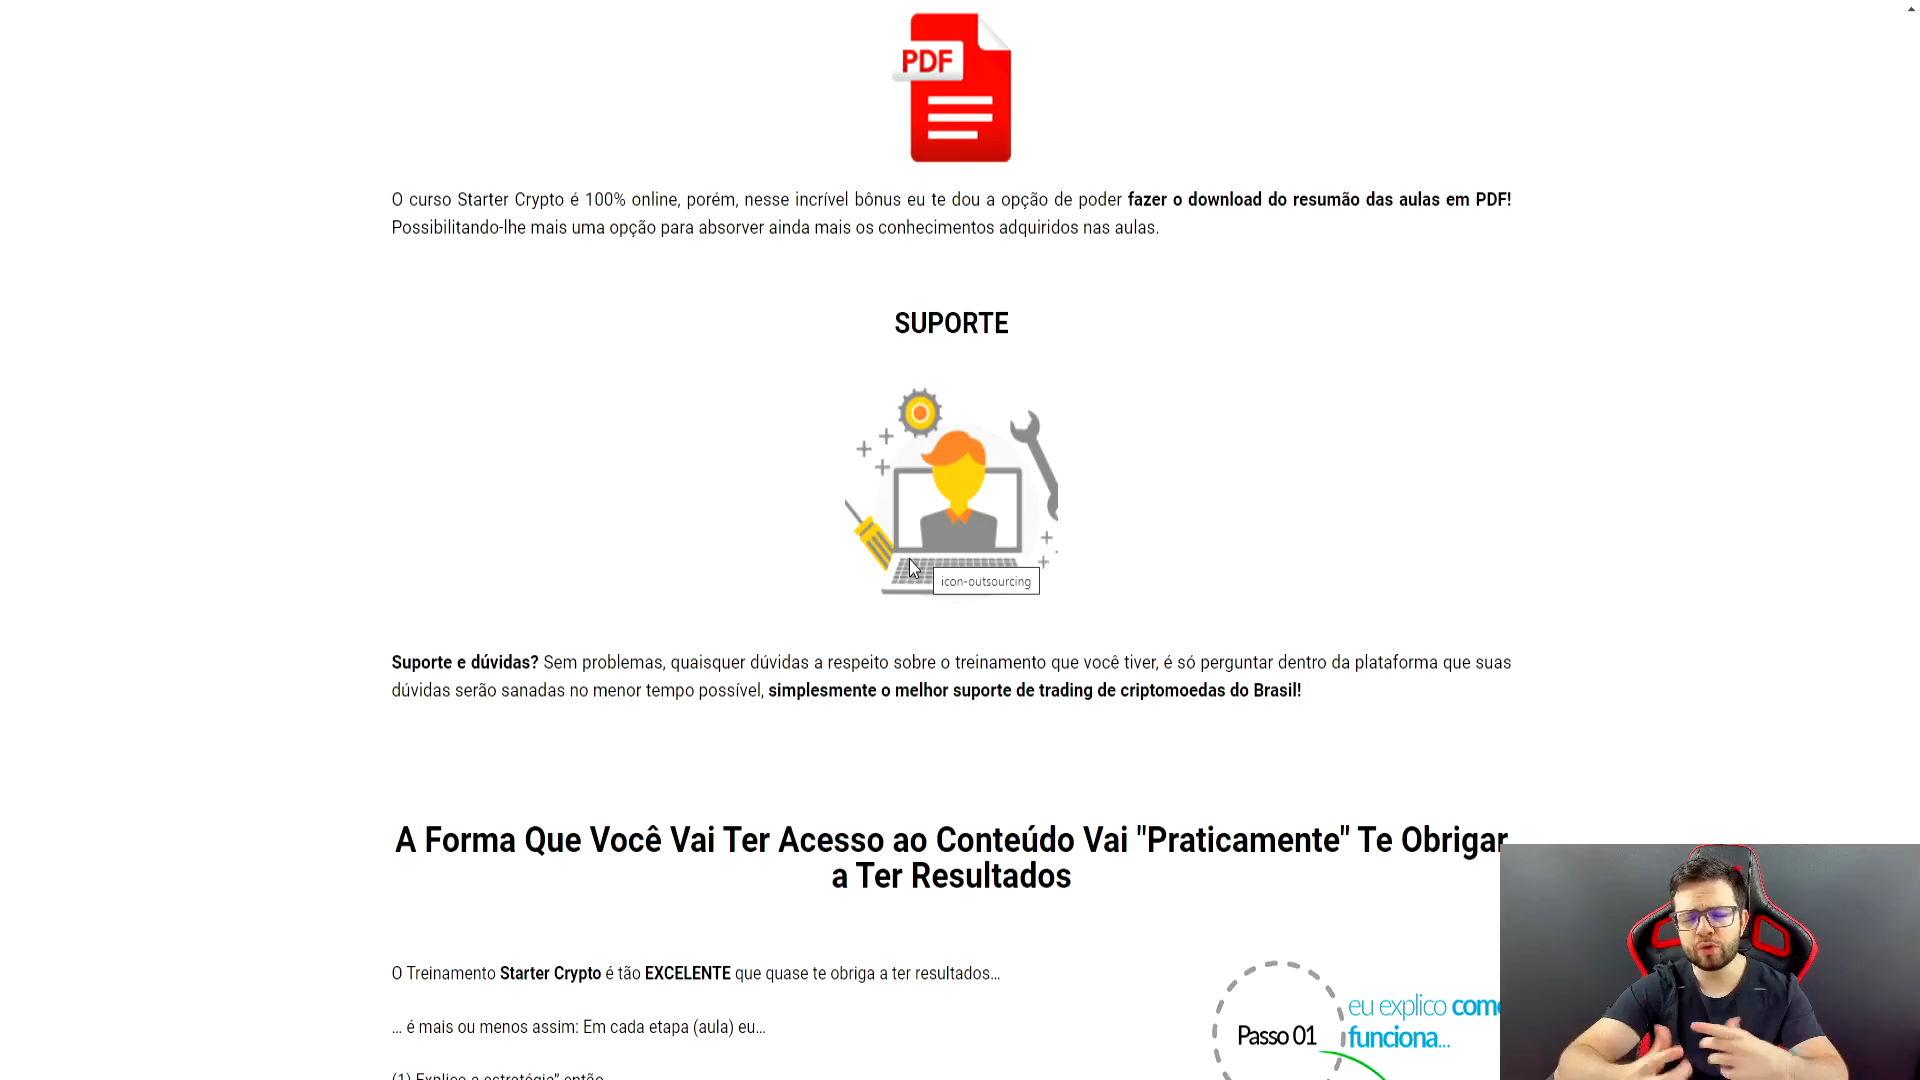 PDF
O curso Starter Crypto é 100% online, porém, nesse incrível bônus eu te dou a opção de poder fazer o download do resumão das aulas em PDF!
Possibilitando-lhe mais uma opção para absorver ainda mais os conhecimentos adquiridos nas aulas.
SUPORTE
icon-outsourcing
Suporte e dúvidas? Sem problemas, quaisquer dúvidas a respeito sobre o treinamento que você tiver, é só perguntar dentro da plataforma que suas
dúvidas serão sanadas no menor tempo possível, simplesmente o melhor suporte de trading de criptomoedas do Brasil!
A Forma Que Você Vai Ter Acesso ao Conteúdo Vai "Praticamente" Te Obrigar
a Ter Resultados
O Treinamento Starter Crypto é tão EXCELENTE que quase te obriga a ter resultados...
... é mais ou menos assim: Em cada etapa (aula) eu...
Passo 01
eu explico como
funciona...
(1) Explico a estratégia" então